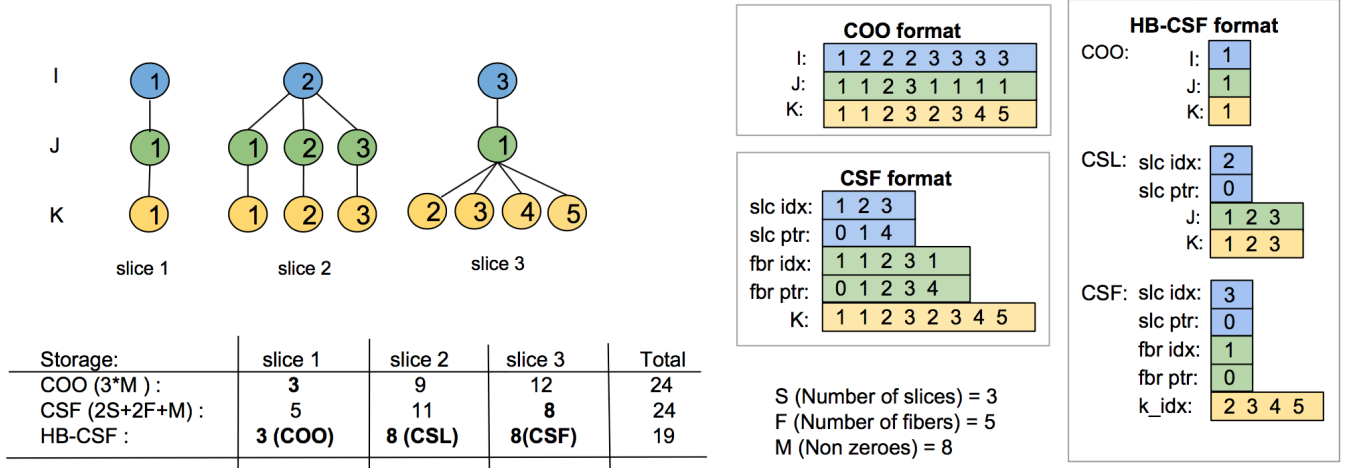 I 1 2 3
J 1 1 2 3 1
K 1 1 2 3 2 3 4 5
slice 1 slice 2 slice 3
Storage: slice 1 slice 2 slice 3 Total
COO (3*M ) : 3 9 12 24
CSF (2S+2F+M) : 5 11 8 24
HB-CSF : 3 (COO) 8 (CSL) 8(CSF) 19
COO format
I: 1 2 2 2 3 3 3 3
J: 1 1 2 3 1 1 1 1
K: 1 1 2 3 2 3 4 5
CSF format
slc idx: 1 2 3
slc ptr: 0 1 4
fbr idx: 1 1 2 3 1
fbr ptr: 0 1 2 3 4
K: 1 1 2 3 2 3 4 5
S (Number of slices) = 3
F (Number of fibers) = 5
M (Non zeroes) = 8
HB-CSF format
COO: I: 1
J: 1
K: 1
CSL: slc idx: 2
slc ptr: 0
J: 1 2 3
K: 1 2 3
CSF: slc idx: 3
slc ptr: 0
fbr idx: 1
fbr ptr: 0
k_idx: 2 3 4 5